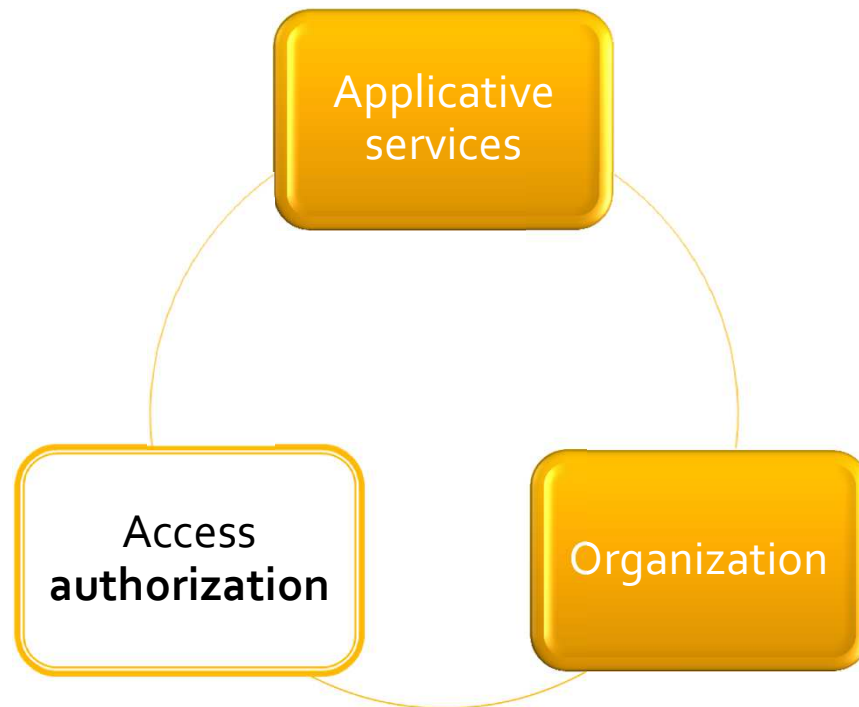 Applicative
services
Access
authorization
Organization